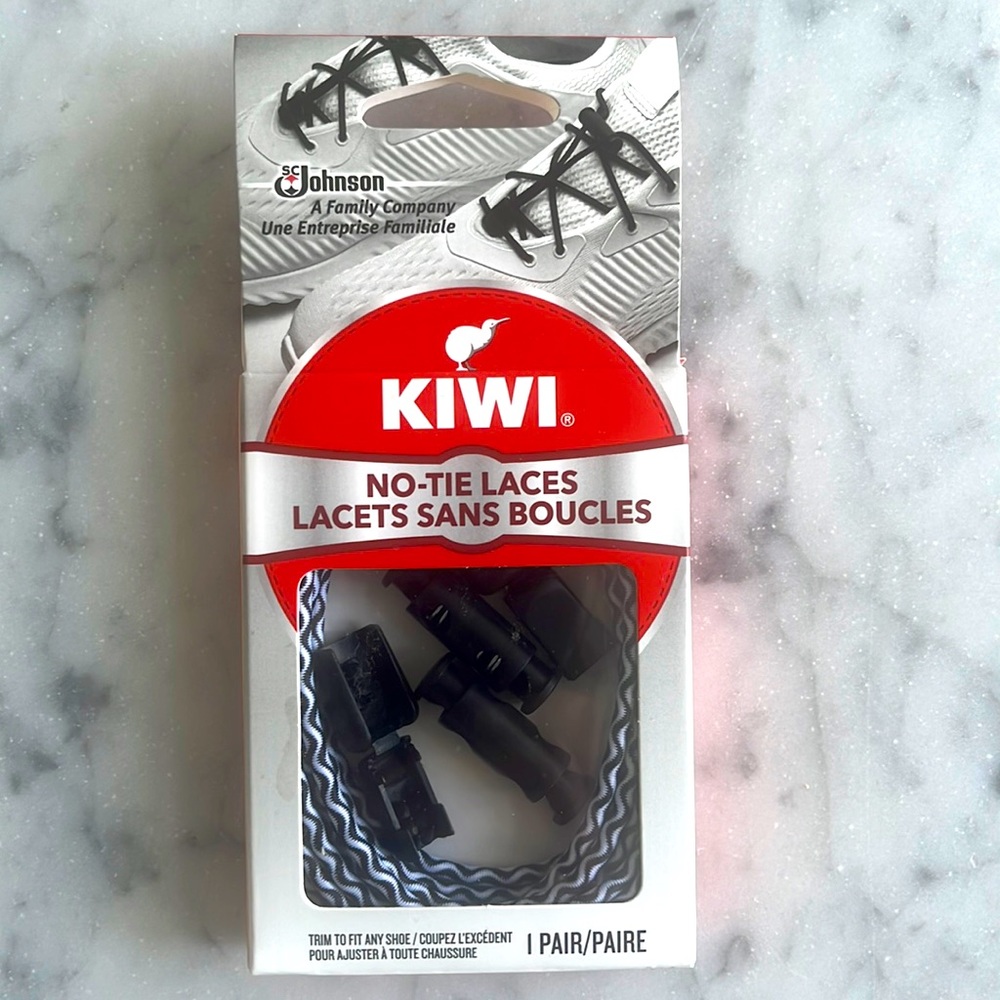 SC Johnson
A Family Company
Une Entreprise Familiale
KIWI®
NO-TIE LACES
LACETS SANS BOUCLES
TRIM TO FIT ANY SHOE / COUPEZ L'EXCÉDENT
POUR AJUSTER À TOUTE CHAUSSURE
1 PAIR/PAIRE